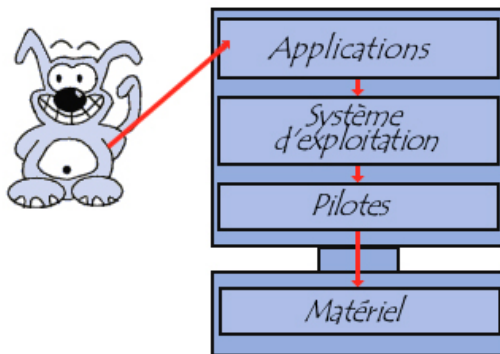 Applications
Système
d'exploitation
Pilotes
Matériel